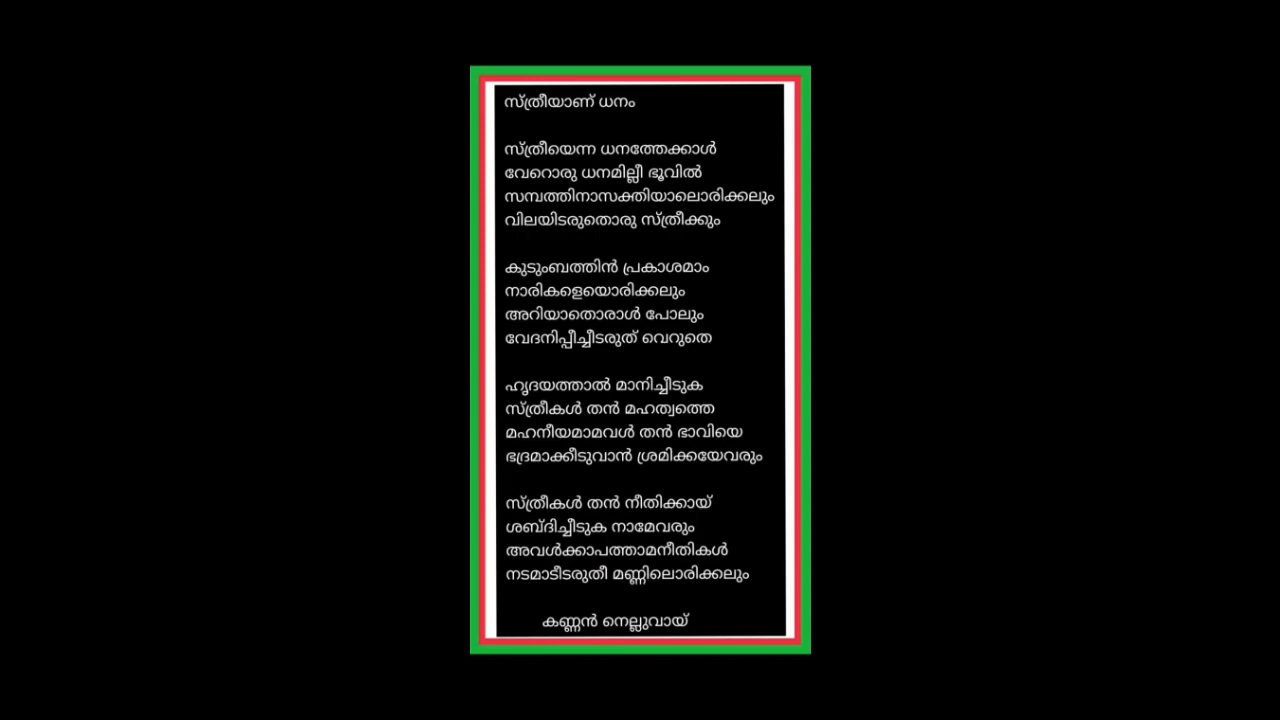 സ്ത്രീയാണ് ധനം
സ്ത്രീയെന്ന ധനത്തേക്കാൾ
വേറൊരു ധനമില്ലീ ഭൂവിൽ
സമ്പത്തിനാസക്തിയാലൊരിക്കലും
വിലയിടരുതൊരു സ്ത്രീക്കും
കുടുംബത്തിൻ പ്രകാശമാം
നാരികളെയൊരിക്കലും
അറിയാതൊരാൾ പോലും
വേദനിപ്പീച്ചീടരുത് വെറുതെ
ഹൃദയത്താൽ മാനിച്ചീടുക
സ്ത്രീകൾ തൻ മഹത്വത്തെ
മഹനീയമാമവൾ തൻ ഭാവിയെ
ഭദ്രമാക്കീടുവാൻ ശ്രമിക്കയേവരും
സ്ത്രീകൾ തൻ നീതിക്കായ്
ശബ്ദിച്ചീടുക നാമേവരും
അവൾക്കാപത്താമനീതികൾ
നടമാടീടരുതീ മണ്ണിലൊരിക്കലും
കണ്ണൻ നെല്ലുവായ്